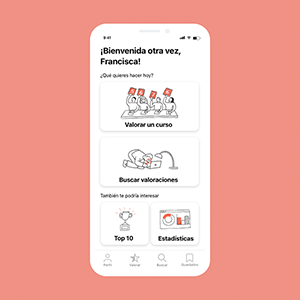 9:41
¡Bienvenida otra vez,
Francisca!
¿Qué quieres hacer hoy?
Valorar un curso
Buscar valoraciones
También te podría interesar
Top 10
Estadísticas
Perfil
Valorar
Buscar
Guardados